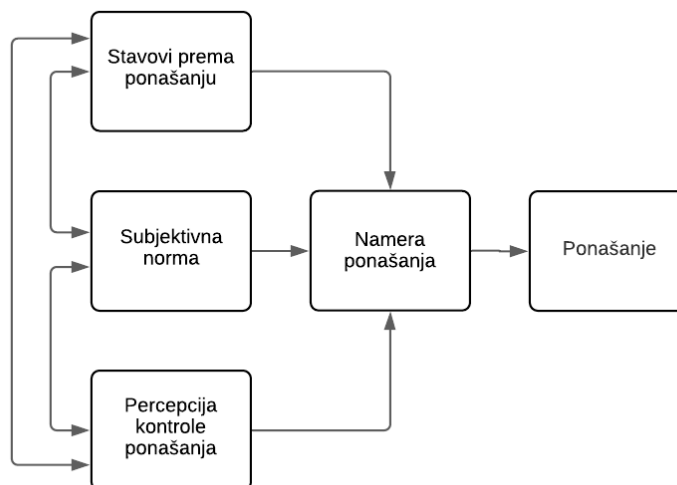 Stavovi prema
ponašanju
Subjektivna
norma
Namera
ponašanja
Ponašanje
Percepcija
kontrole
ponašanja